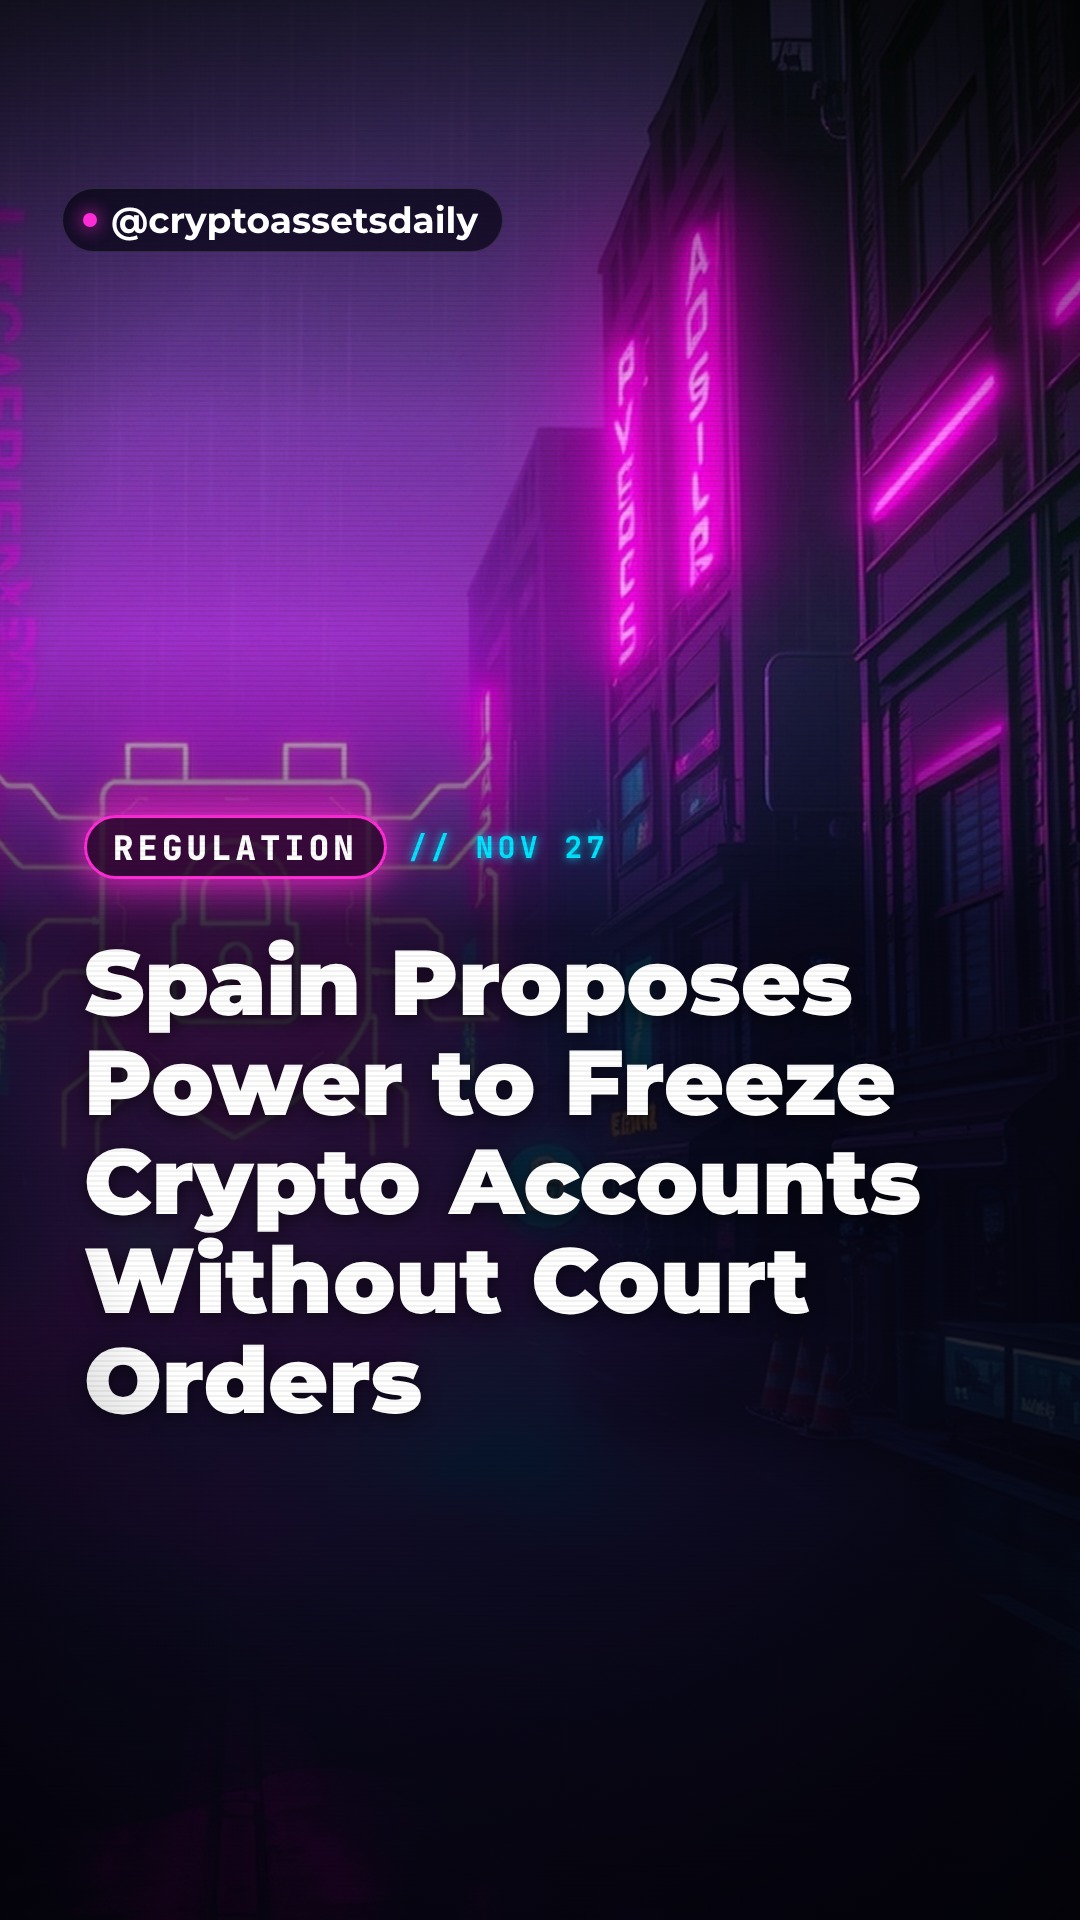 @cryptoassetsdaily
REGULATION // NOV 27
Spain Proposes
Power to Freeze
Crypto Accounts
Without Court
Orders